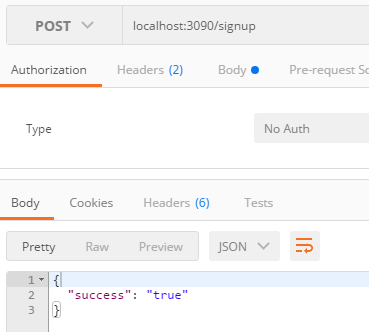 POST localhost:3090/signup
Authorization Headers (2) Body Pre-request Sc
Type No Auth
Body Cookies Headers (6) Tests
Pretty Raw Preview JSON
1 {
2 "success": "true"
3 }